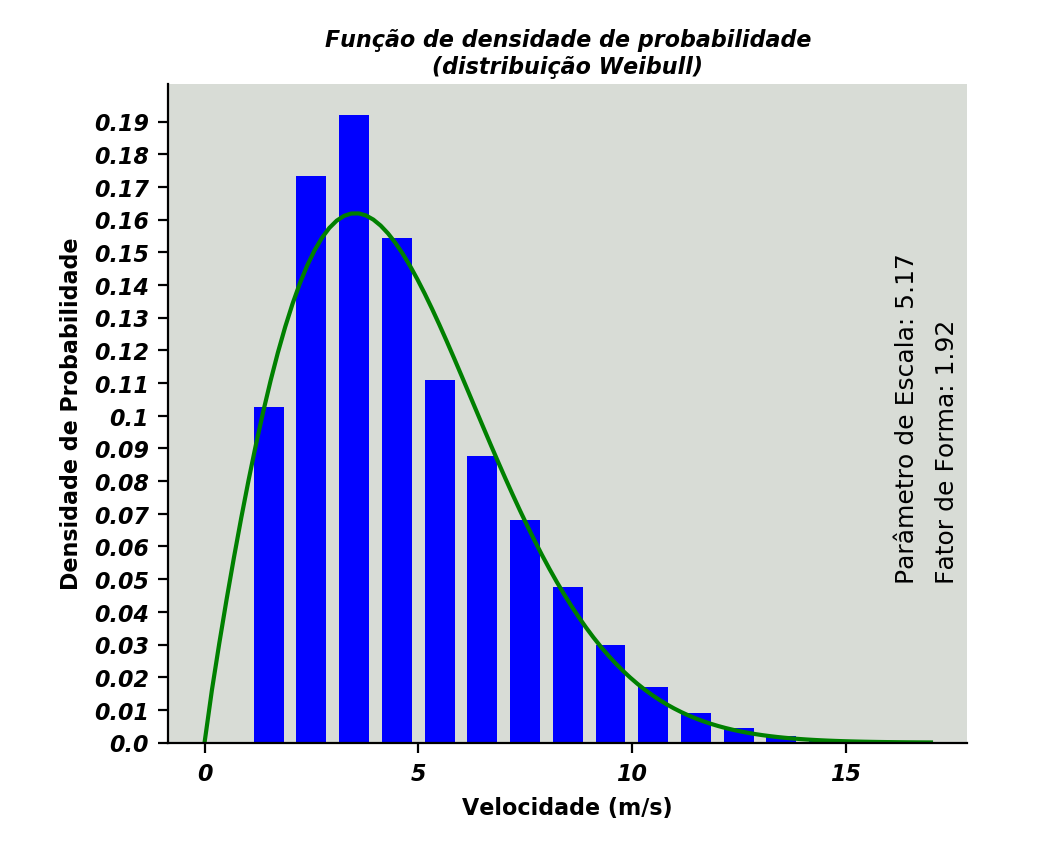 Função de densidade de probabilidade
(distribuição Weibull)
Densidade de Probabilidade
0.19
0.18
0.17
0.16
0.15
0.14
0.13
0.12
0.11
0.1
0.09
0.08
0.07
0.06
0.05
0.04
0.03
0.02
0.01
0.0
Parâmetro de Escala: 5.17
Fator de Forma: 1.92
0 5 10 15
Velocidade (m/s)